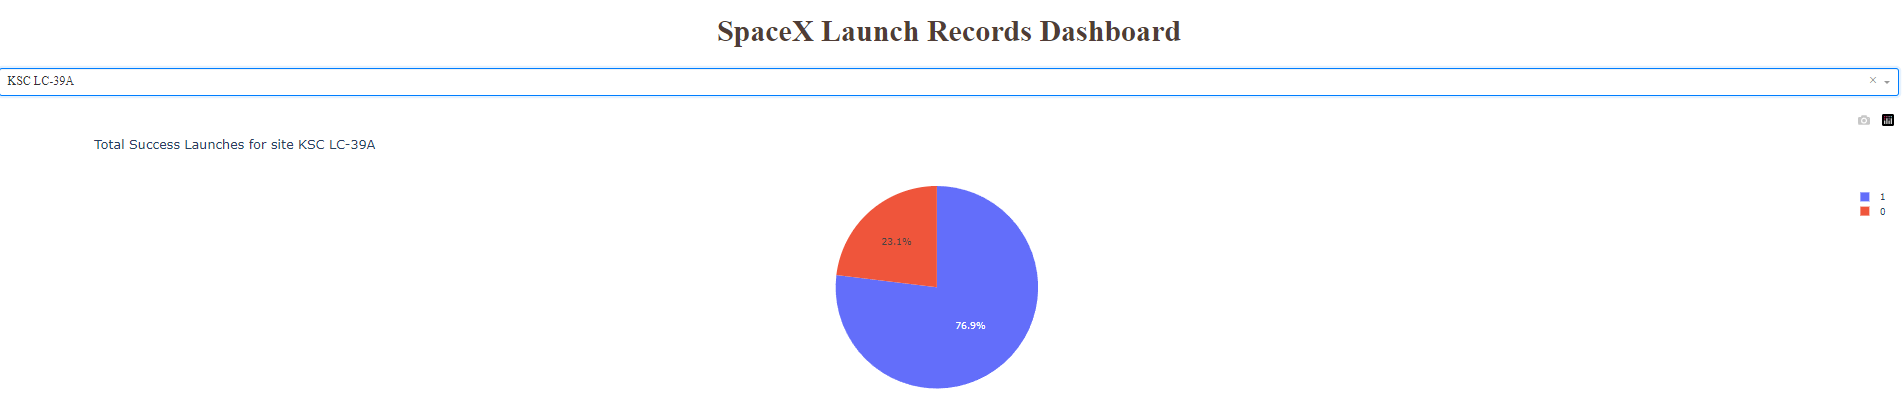 SpaceX Launch Records Dashboard
KSC LC-39A
Total Success Launches for site KSC LC-39A
1
0
23.1%
76.9%